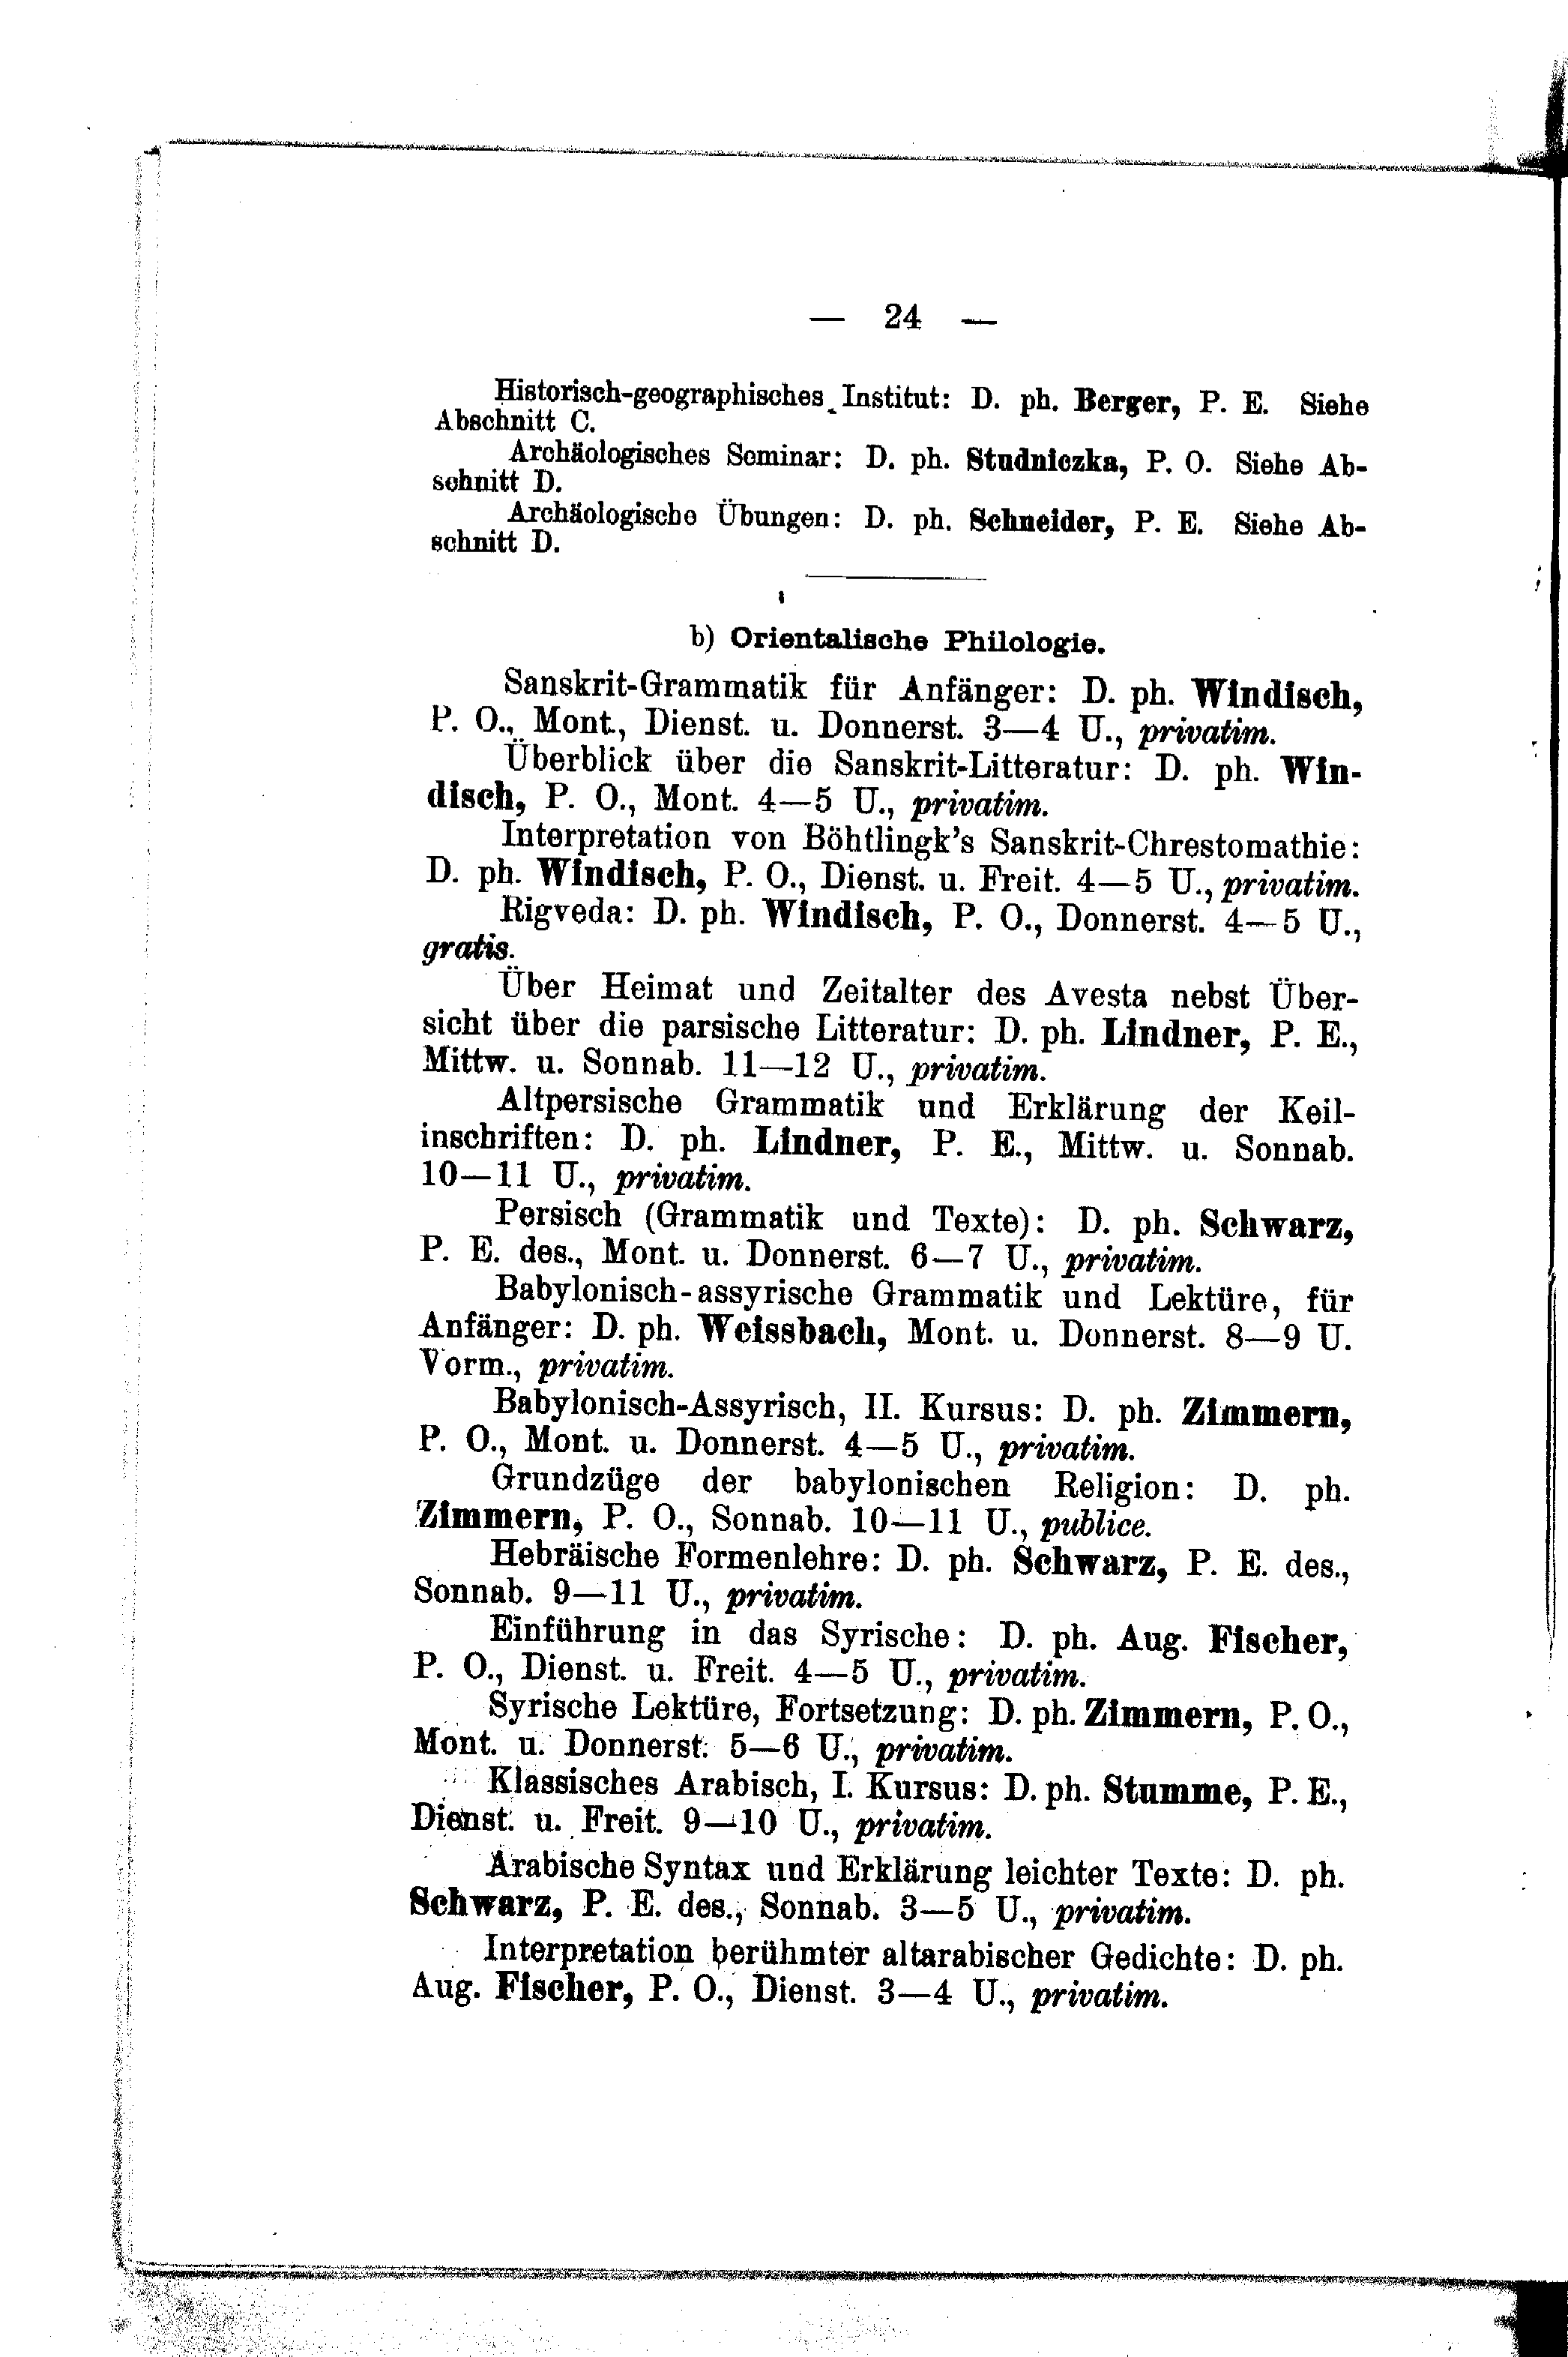 — 24 —
Historisch-geographisches Institut: D. ph. Berger, P. E. Siehe
Abschnitt C.
Archäologisches Seminar: D. ph. Studniczka, P. O. Siehe Ab-
schnitt D.
Archäologische Übungen: D. ph. Schneider, P. E. Siehe Ab-
schnitt D.
b) Orientalische Philologie.
Sanskrit-Grammatik für Anfänger: D. ph. Windisch,
P. O., Mont., Dienst. u. Donnerst. 3—4 U., privatim.
Überblick über die Sanskrit-Litteratur: D. ph. Win-
disch, P. O., Mont. 4—5 U., privatim.
Interpretation von Böhtlingk's Sanskrit-Chrestomathie:
D. ph. Windisch, P. O., Dienst. u. Freit. 4—5 U., privatim.
Rigveda: D. ph. Windisch, P. O., Donnerst. 4—5 U.,
gratis.
Über Heimat und Zeitalter des Avesta nebst Über-
sicht über die parsische Litteratur: D. ph. Lindner, P. E.,
Mittw. u. Sonnab. 11—12 U., privatim.
Altpersische Grammatik und Erklärung der Keil-
inschriften: D. ph. Lindner, P. E., Mittw. u. Sonnab.
10—11 U., privatim.
Persisch (Grammatik und Texte): D. ph. Schwarz,
P. E. des., Mont. u. Donnerst. 6—7 U., privatim.
Babylonisch-assyrische Grammatik und Lektüre, für
Anfänger: D. ph. Weissbach, Mont. u. Donnerst. 8—9 U.
Vorm., privatim.
Babylonisch-Assyrisch, II. Kursus: D. ph. Zimmern,
P. O., Mont. u. Donnerst. 4—5 U., privatim.
Grundzüge der babylonischen Religion: D. ph.
Zimmern, P. O., Sonnab. 10—11 U., publice.
Hebräische Formenlehre: D. ph. Schwarz, P. E. des.,
Sonnab. 9—11 U., privatim.
Einführung in das Syrische: D. ph. Aug. Fischer,
P. O., Dienst. u. Freit. 4—5 U., privatim.
Syrische Lektüre, Fortsetzung: D. ph. Zimmern, P. O.,
Mont. u. Donnerst. 5—6 U., privatim.
Klassisches Arabisch, I. Kursus: D. ph. Stumme, P. E.,
Dienst. u. Freit. 9—10 U., privatim.
Arabische Syntax und Erklärung leichter Texte: D. ph.
Schwarz, P. E. des., Sonnab. 3—5 U., privatim.
Interpretation berühmter altarabischer Gedichte: D. ph.
Aug. Fischer, P. O., Dienst. 3—4 U., privatim.